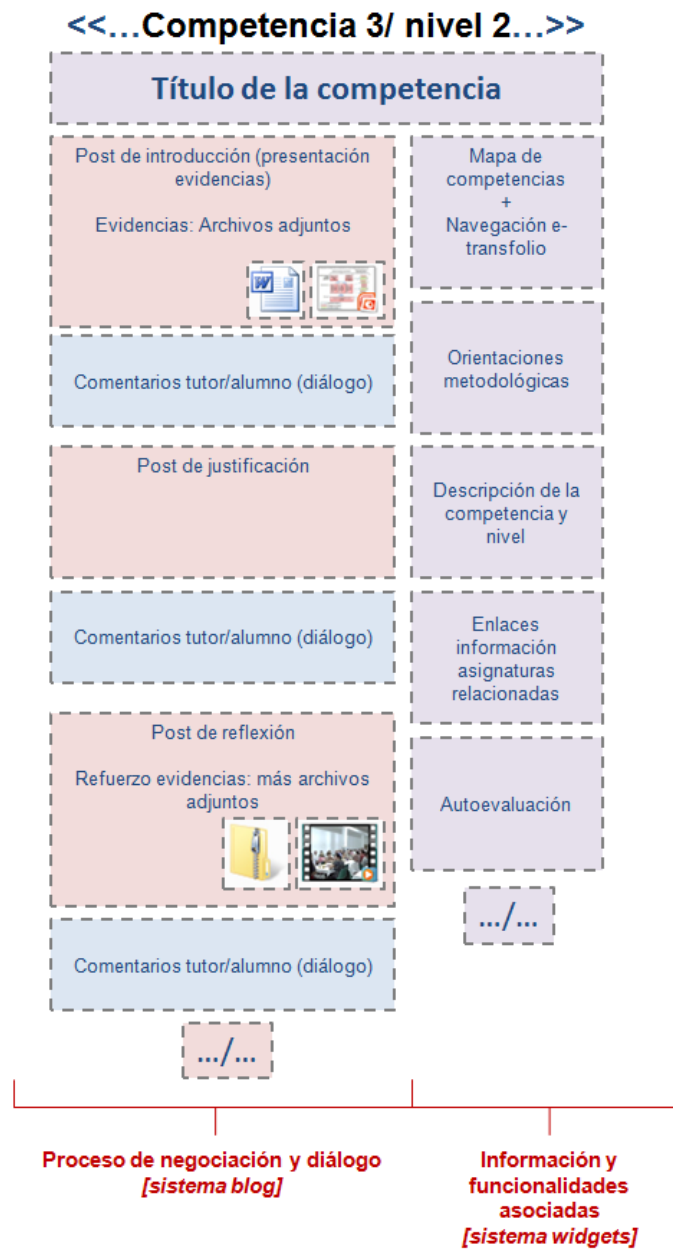 <<...Competencia 3/ nivel 2...>>
Título de la competencia
Post de introducción (presentación
evidencias)
Evidencias: Archivos adjuntos
Comentarios tutor/alumno (diálogo)
Post de justificación
Comentarios tutor/alumno (diálogo)
Post de reflexión
Refuerzo evidencias: más archivos
adjuntos
Comentarios tutor/alumno (diálogo)
.../...
Mapa de
competencias
+
Navegación e-
transfolio
Orientaciones
metodológicas
Descripción de la
competencia y
nivel
Enlaces
información
asignaturas
relacionadas
Autoevaluación
.../...
Proceso de negociación y diálogo
[sistema blog]
Información y
funcionalidades
asociadas
[sistema widgets]